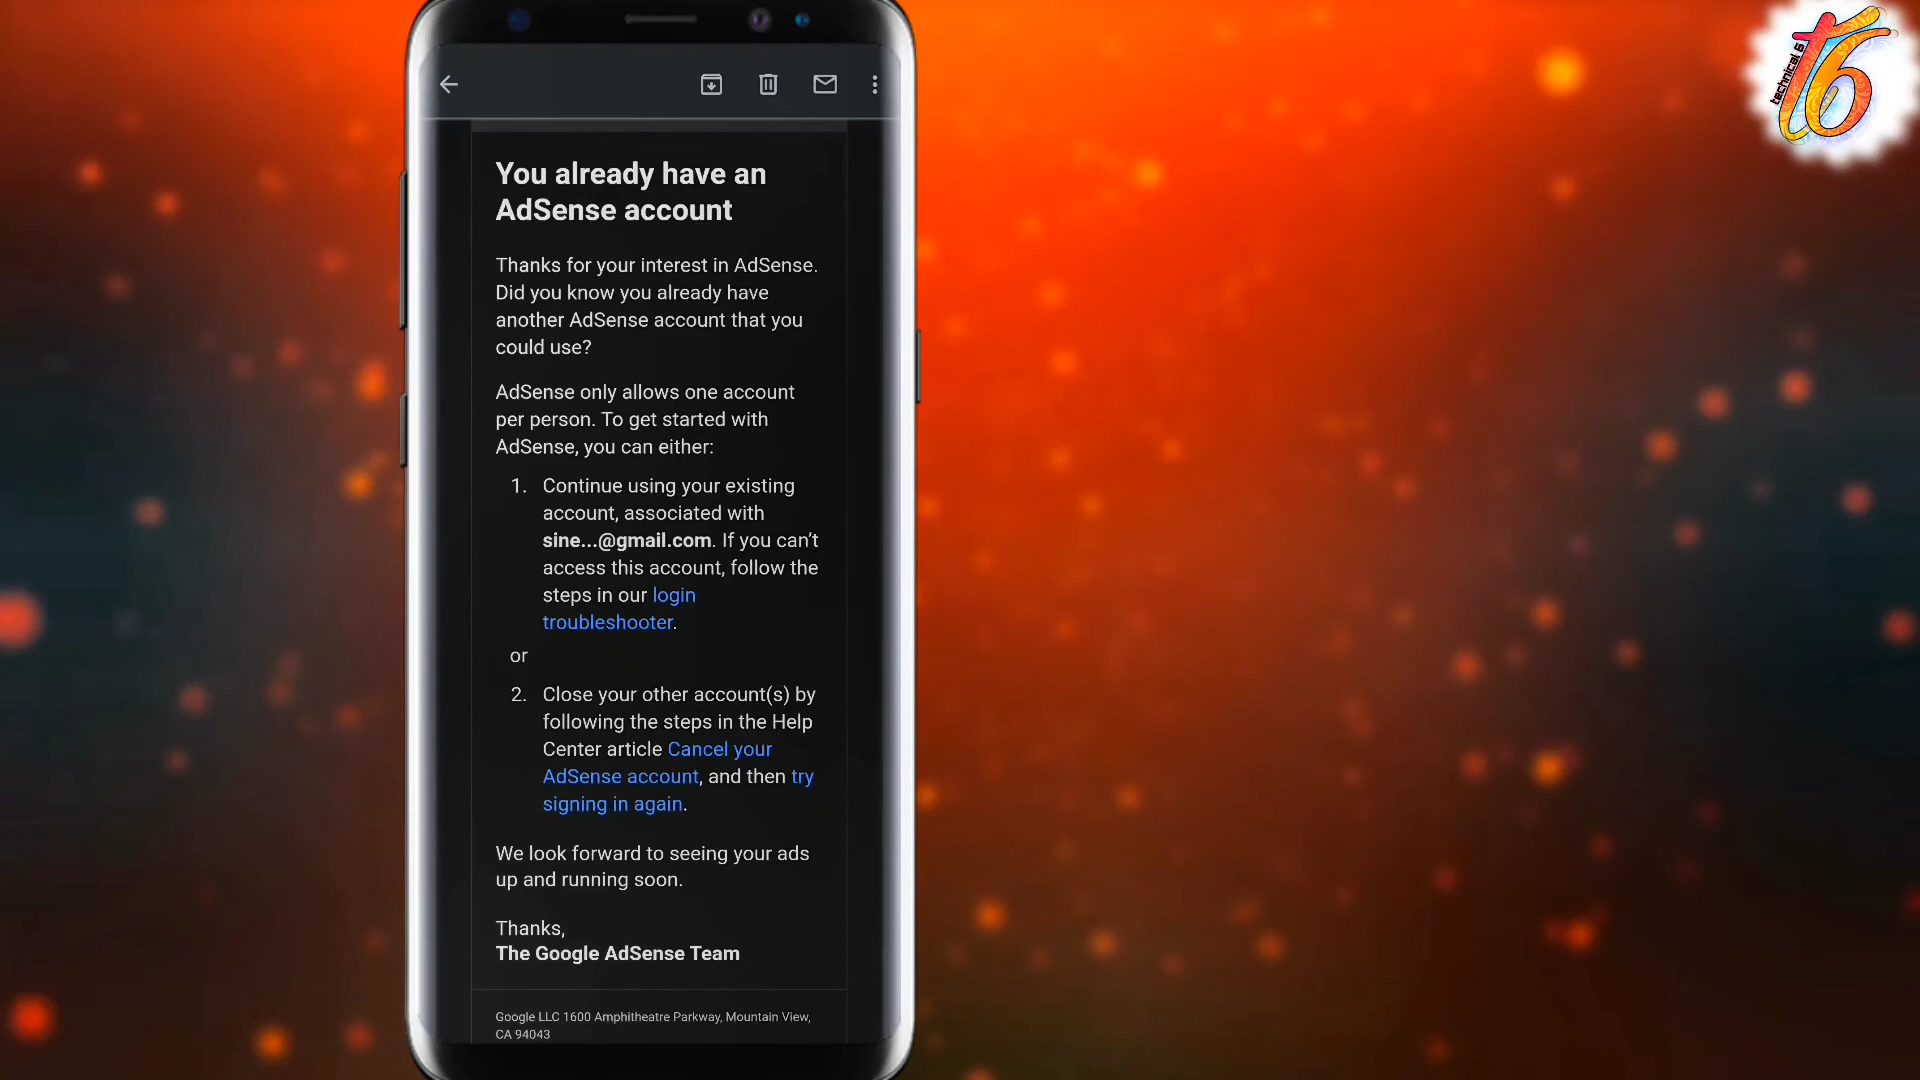 You already have an
AdSense account
Thanks for your interest in AdSense.
Did you know you already have
another AdSense account that you
could use?
AdSense only allows one account
per person. To get started with
AdSense, you can either:
1. Continue using your existing
account, associated with
sine...@gmail.com. If you can’t
access this account, follow the
steps in our login
troubleshooter.
or
2. Close your other account(s) by
following the steps in the Help
Center article Cancel your
AdSense account, and then try
signing in again.
We look forward to seeing your ads
up and running soon.
Thanks,
The Google AdSense Team
Google LLC 1600 Amphitheatre Parkway, Mountain View,
CA 94043
technical 6
t6